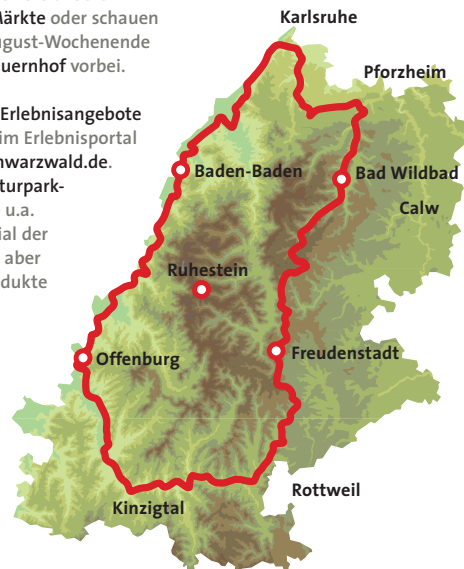 Märkte oder schauen
ugust-Wochenende
uernhof vorbei.
Erlebnisangebote
im Erlebnisportal
hwarzwald.de.
turpark-
u.a.
ial der
aber
dukte
Karlsruhe
Pforzheim
Baden-Baden
Bad Wildbad
Calw
Ruhestein
Offenburg
Freudenstadt
Rottweil
Kinzigtal